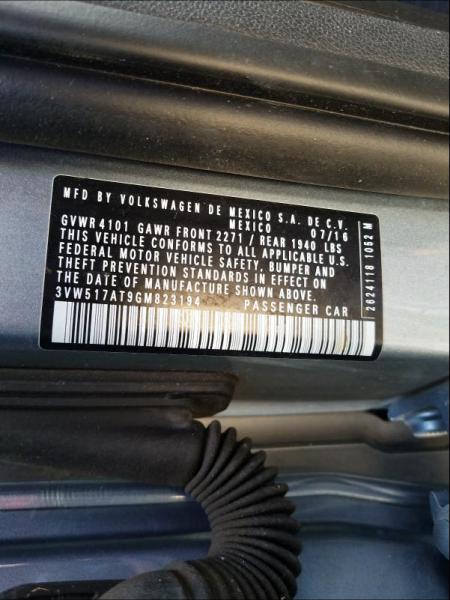 MFD BY VOLKSWAGEN DE MEXICO S.A. DE C.V.
MEXICO 07/16
GVWR 4101 GAWR FRONT 2271 / REAR 1940 LBS
THIS VEHICLE CONFORMS TO ALL APPLICABLE U.S.
FEDERAL MOTOR VEHICLE SAFETY, BUMPER AND
THEFT PREVENTION STANDARDS IN EFFECT ON
THE DATE OF MANUFACTURE SHOWN ABOVE.
3VW517AT9GM823194 PASSENGER CAR
2624118 1052 M